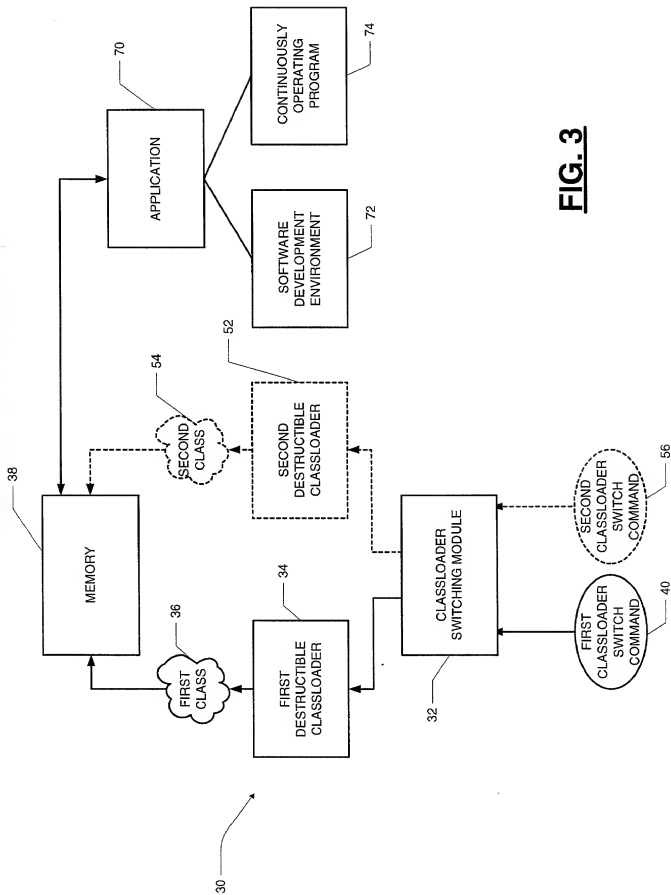 38
MEMORY
70
APPLICATION
CONTINUOUSLY
OPERATING
PROGRAM
74
SOFTWARE
DEVELOPMENT
ENVIRONMENT
72
54
SECOND
CLASS
52
SECOND
DESTRUCTIBLE
CLASSLOADER
36
FIRST
CLASS
34
FIRST
DESTRUCTIBLE
CLASSLOADER
30
CLASSLOADER
SWITCHING MODULE
32
FIRST
CLASSLOADER
SWITCH
COMMAND
40
SECOND
CLASSLOADER
SWITCH
COMMAND
56
FIG. 3